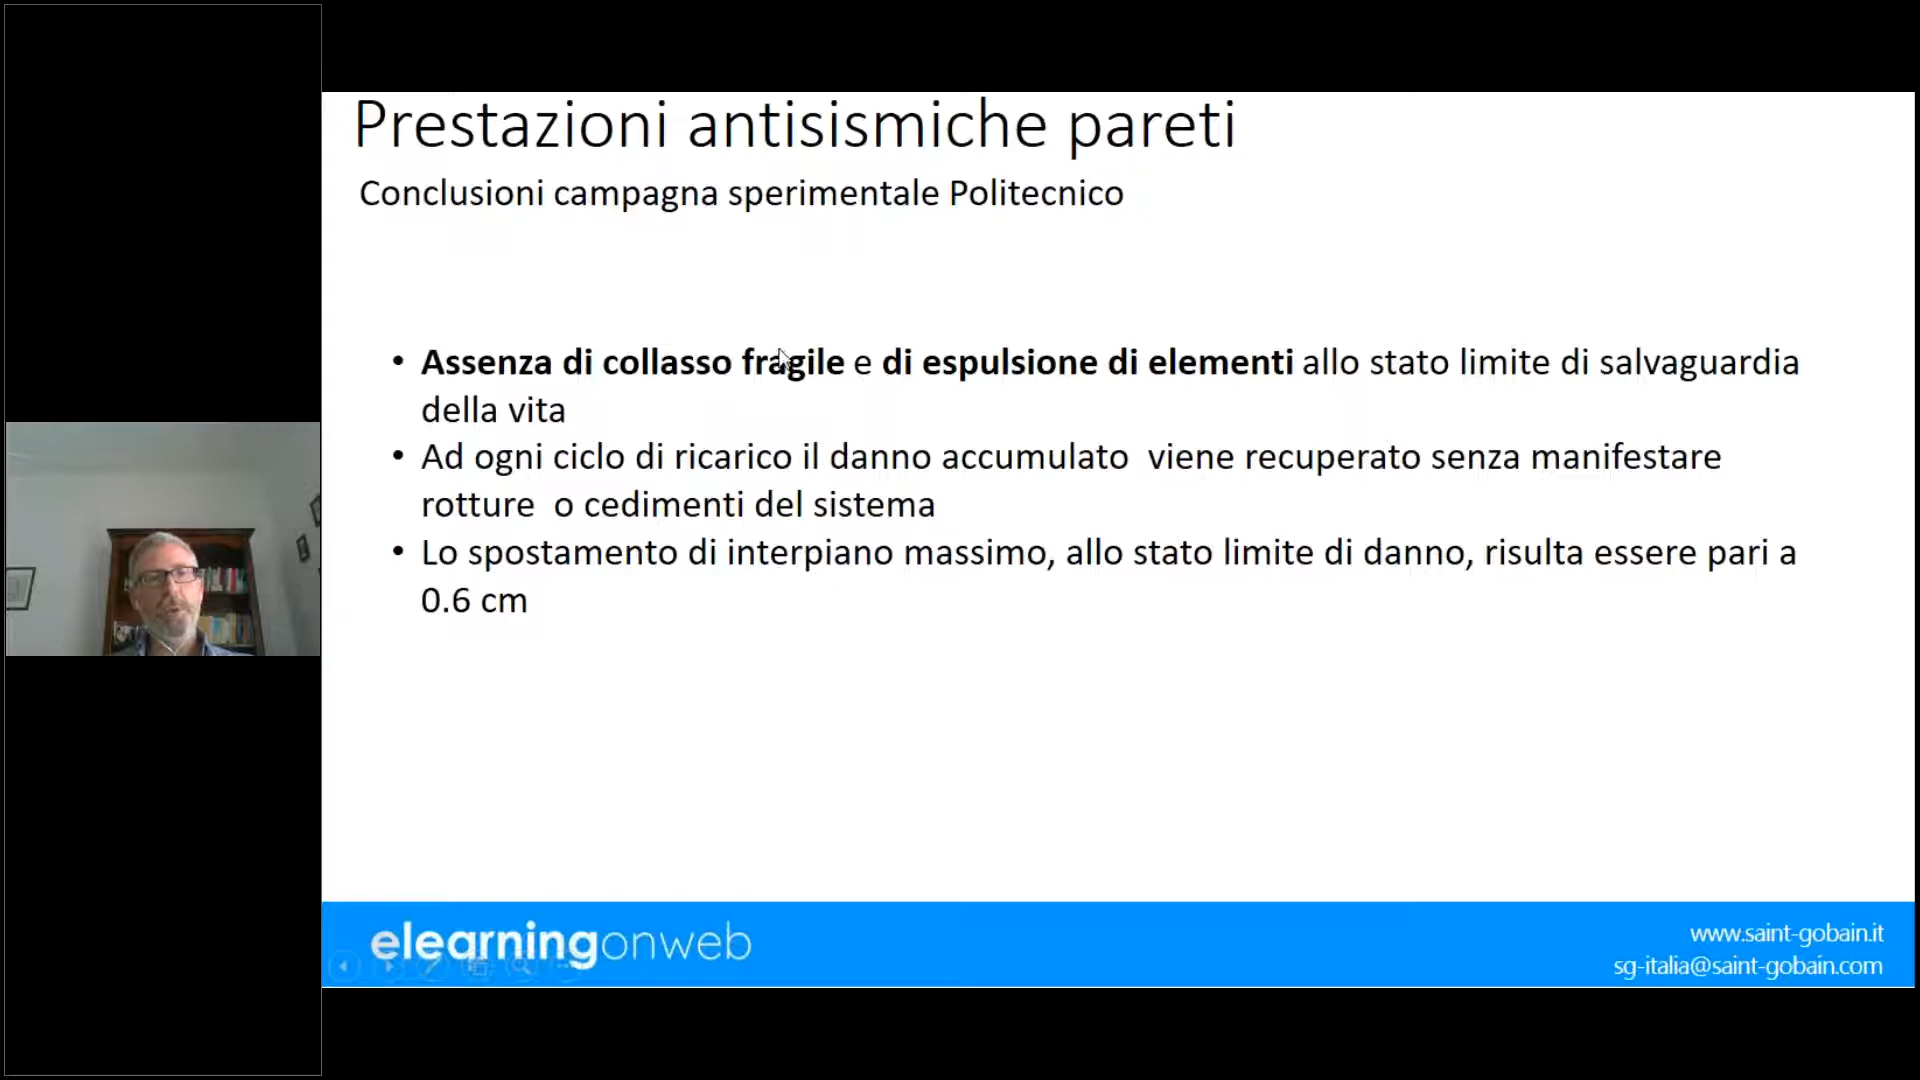 Prestazioni antisismiche pareti
Conclusioni campagna sperimentale Politecnico
• Assenza di collasso fragile e di espulsione di elementi allo stato limite di salvaguardia
della vita
• Ad ogni ciclo di ricarico il danno accumulato viene recuperato senza manifestare
rotture o cedimenti del sistema
• Lo spostamento di interpiano massimo, allo stato limite di danno, risulta essere pari a
0.6 cm
elearningonweb
www.saint-gobain.it
sg-italia@saint-gobain.com